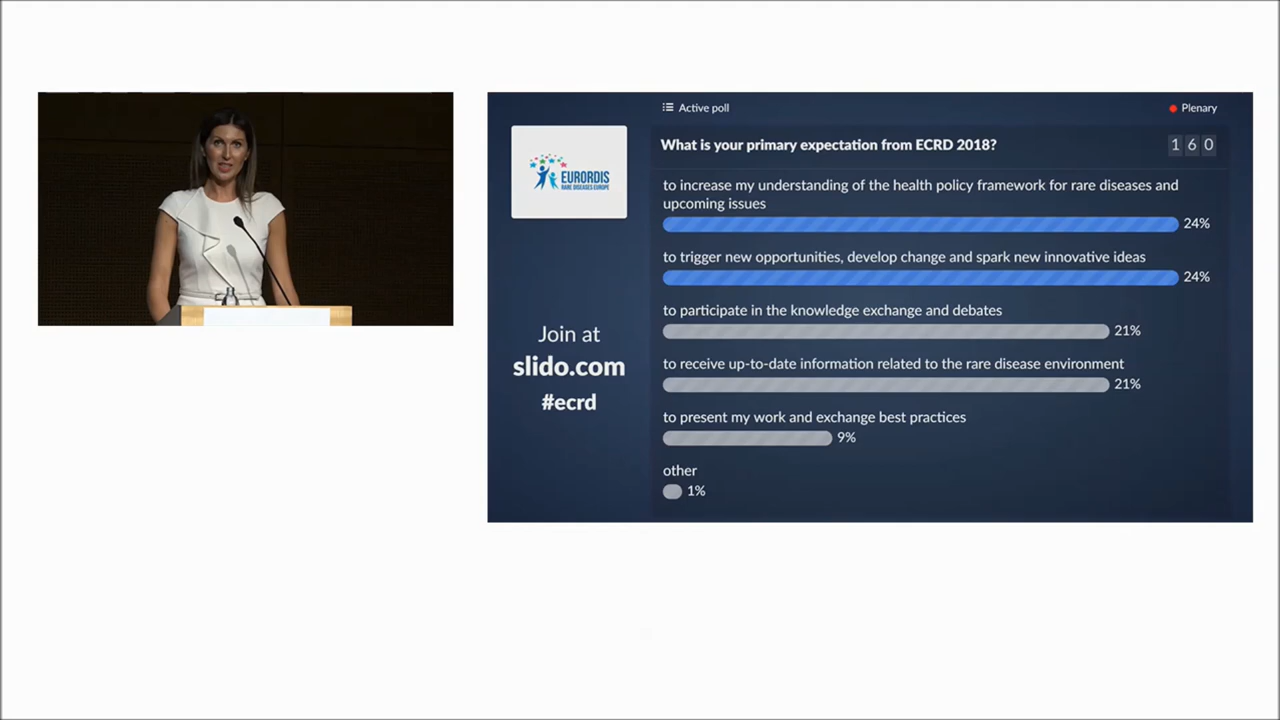 Active poll
Plenary
EURORDIS
RARE DISEASES EUROPE
Join at
slido.com
#ecrd
What is your primary expectation from ECRD 2018?
160
to increase my understanding of the health policy framework for rare diseases and
upcoming issues
24%
to trigger new opportunities, develop change and spark new innovative ideas
24%
to participate in the knowledge exchange and debates
21%
to receive up-to-date information related to the rare disease environment
21%
to present my work and exchange best practices
9%
other
1%